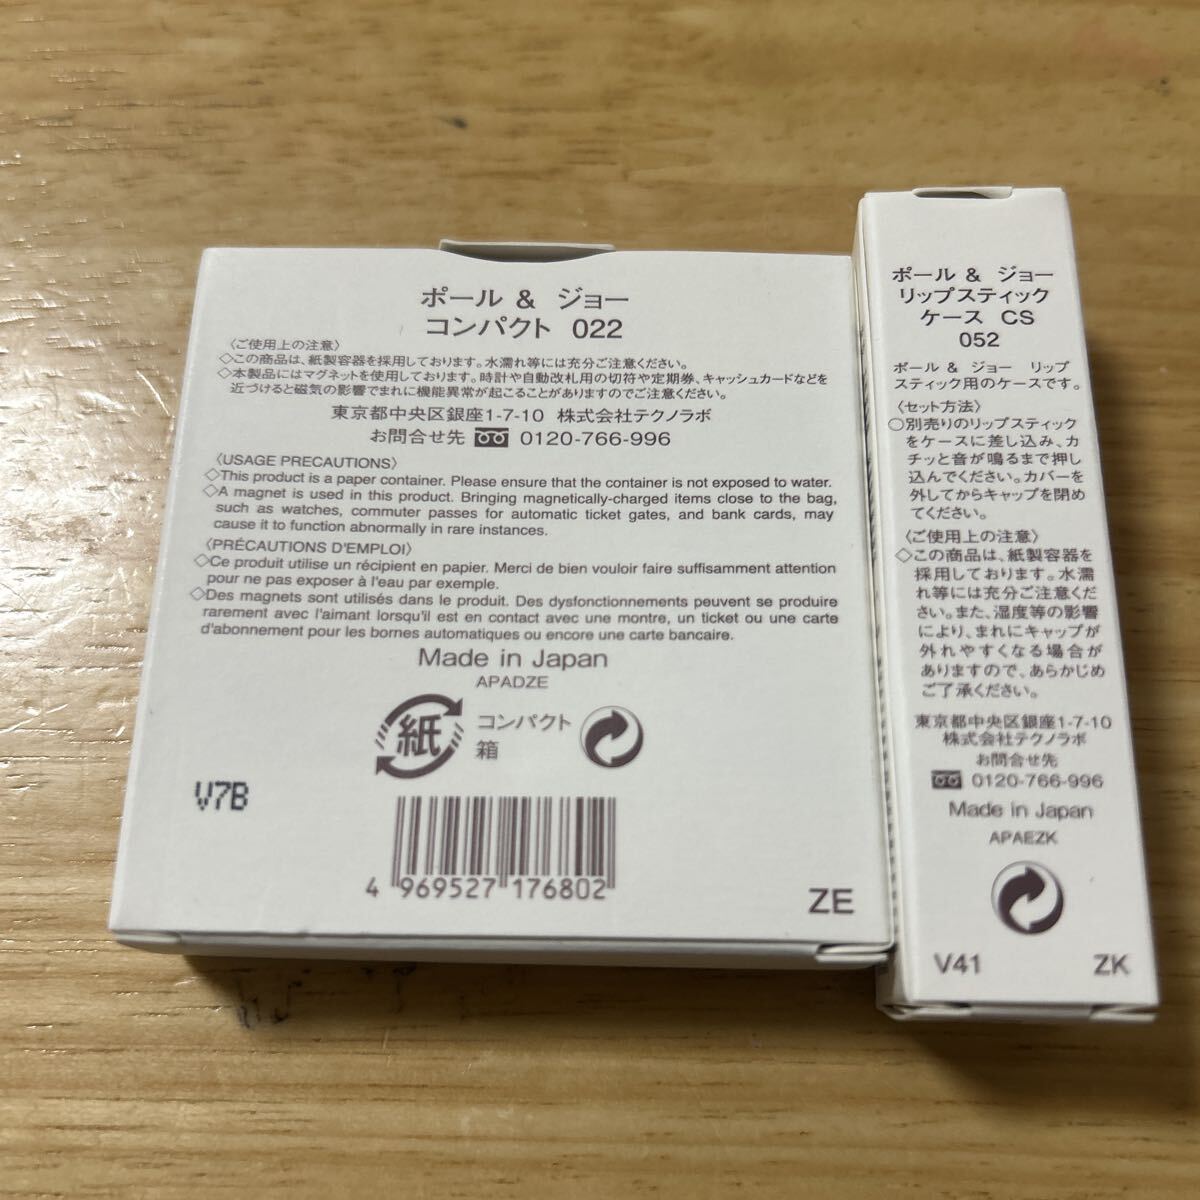 ポール & ジョー
コンパクト 022
〈ご使用上の注意〉
◇この商品は、紙製容器を採用しております。水濡れ等には充分ご注意ください。
◇本製品にはマグネットを使用しております。時計や自動改札用の切符や定期券、キャッシュカードなどを
近づけると磁気の影響でまれに機能異常が起こることがありますのでご注意ください。
東京都中央区銀座1-7-10 株式会社テクノラボ
お問合せ先 0120-766-996
〈USAGE PRECAUTIONS〉
◇This product is a paper container. Please ensure that the container is not exposed to water.
◇A magnet is used in this product. Bringing magnetically-charged items close to the bag,
such as watches, commuter passes for automatic ticket gates, and bank cards, may
cause it to function abnormally in rare instances.
〈PRÉCAUTIONS D'EMPLOI〉
◇Ce produit utilise un récipient en papier. Merci de bien vouloir faire suffisamment attention
pour ne pas exposer à l'eau par exemple.
◇Des magnets sont utilisés dans le produit. Des dysfonctionnements peuvent se produire
rarement avec l'aimant lorsqu'il est en contact avec une montre, un ticket ou une carte
d'abonnement pour les bornes automatiques ou encore une carte bancaire.
Made in Japan
APADZE
紙
コンパクト
箱
V7B
4 969527 176802
ZE
ポール & ジョー
リップスティック
ケース CS
052
ポール & ジョー リップ
スティック用のケースです。
〈セット方法〉
○別売りのリップスティック
をケースに差し込み、カ
チッと音が鳴るまで押し
込んでください。カバーを
外してからキャップを閉め
てください。
〈ご使用上の注意〉
◇この商品は、紙製容器を
採用しております。水濡
れ等には充分ご注意くだ
さい。また、湿度等の影響
により、まれにキャップが
外れやすくなる場合が
ありますので、あらかじめ
ご了承ください。
東京都中央区銀座1-7-10
株式会社テクノラボ
お問合せ先
0120-766-996
Made in Japan
APAEZK
V41
ZK